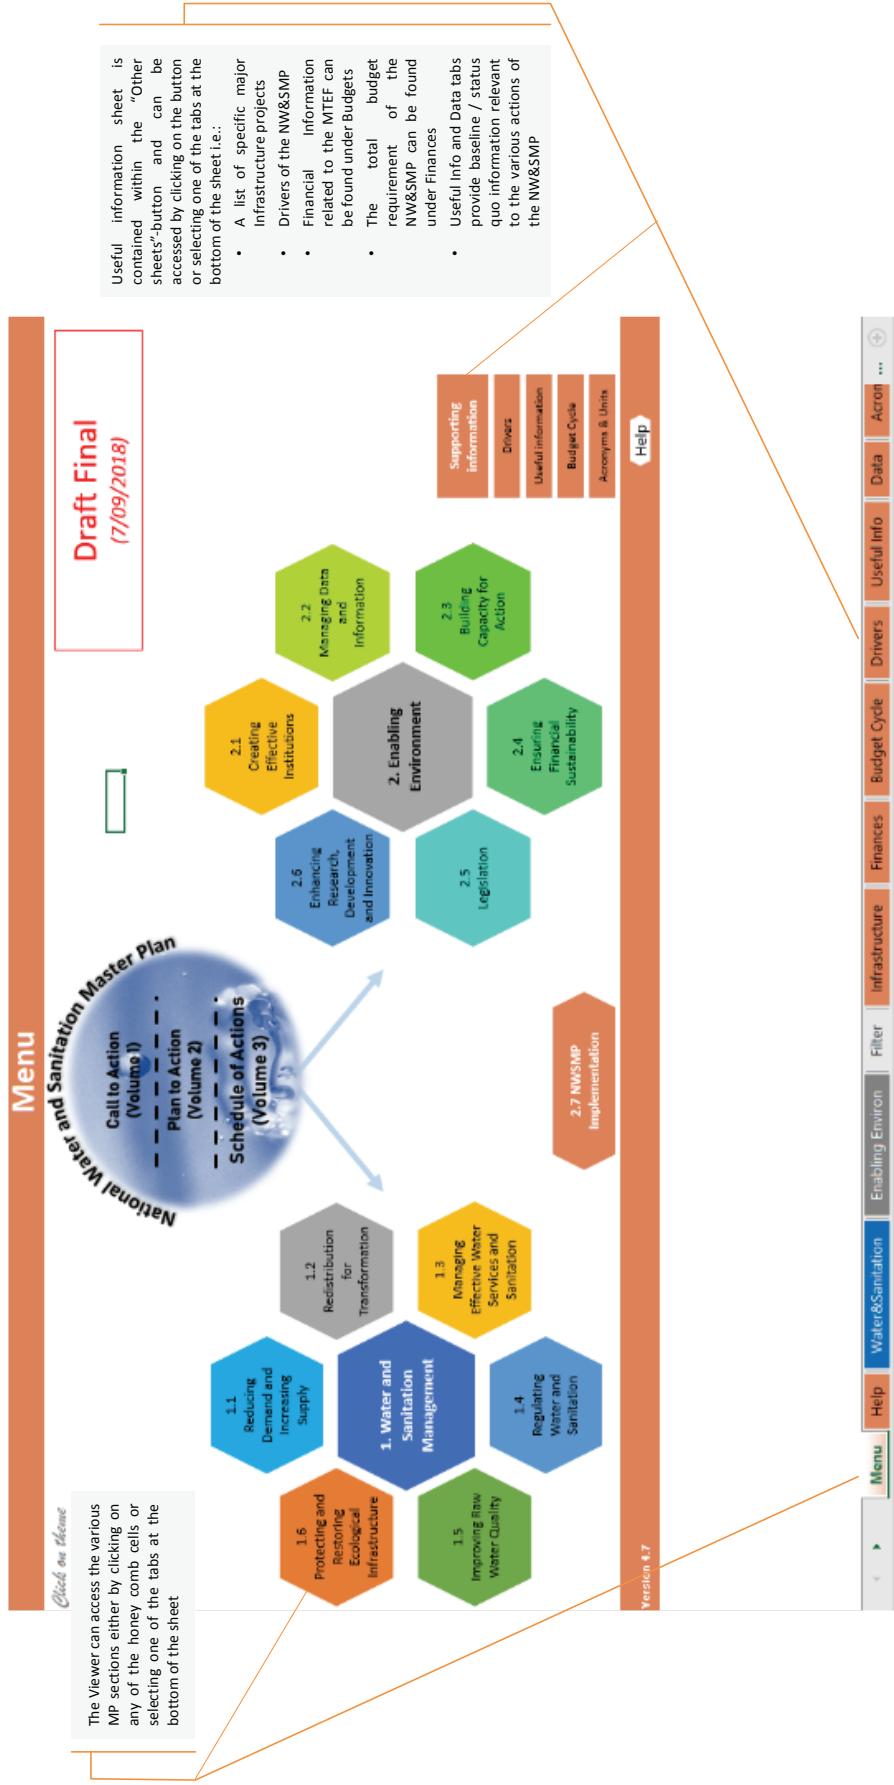 Menu
Click on theme
The Viewer can access the various
MP sections either by clicking on
any of the honey comb cells or
selecting one of the tabs at the
bottom of the sheet
National Water and Sanitation Master Plan
Call to Action
(Volume 1)
Plan to Action
(Volume 2)
Schedule of Actions
(Volume 3)
Draft Final
(7/09/2018)
Useful information sheet is
contained within the “Other
sheets”-button and can be
accessed by clicking on the button
or selecting one of the tabs at the
bottom of the sheet i.e.:
• A list of specific major
Infrastructure projects
• Drivers of the NW&SMP
• Financial Information
related to the MTEF can
be found under Budgets
• The total budget
requirement of the
NW&SMP can be found
under Finances
• Useful Info and Data tabs
provide baseline / status
quo information relevant
to the various actions of
the NW&SMP
1. Water and
Sanitation
Management
1.1
Reducing
Demand and
Increasing
Supply
1.2
Redistribution
for
Transformation
1.3
Managing
Effective Water
Services and
Sanitation
1.4
Regulating
Water and
Sanitation
1.5
Improving Raw
Water Quality
1.6
Protecting and
Restoring
Ecological
Infrastructure
2. Enabling
Environment
2.1
Creating
Effective
Institutions
2.2
Managing Data
and
Information
2.3
Building
Capacity for
Action
2.4
Ensuring
Financial
Sustainability
2.5
Legislation
2.6
Enhancing
Research,
Development
and Innovation
2.7 NWSMP
Implementation
Supporting
information
Drivers
Useful information
Budget Cycle
Acronyms & Units
Version 4.7
Help
Menu
Help
Water&Sanitation
Enabling Environ
Filter
Infrastructure
Finances
Budget Cycle
Drivers
Useful Info
Data
Acron ...